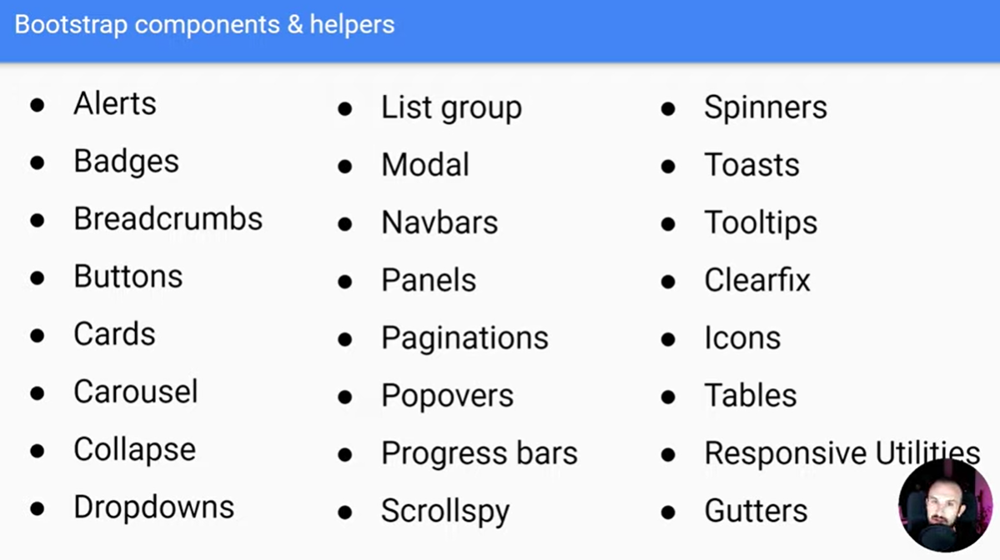 Bootstrap components & helpers
Alerts
Badges
Breadcrumbs
Buttons
Cards
Carousel
Collapse
Dropdowns
List group
Modal
Navbars
Panels
Paginations
Popovers
Progress bars
Scrollspy
Spinners
Toasts
Tooltips
Clearfix
Icons
Tables
Responsive Utilities
Gutters